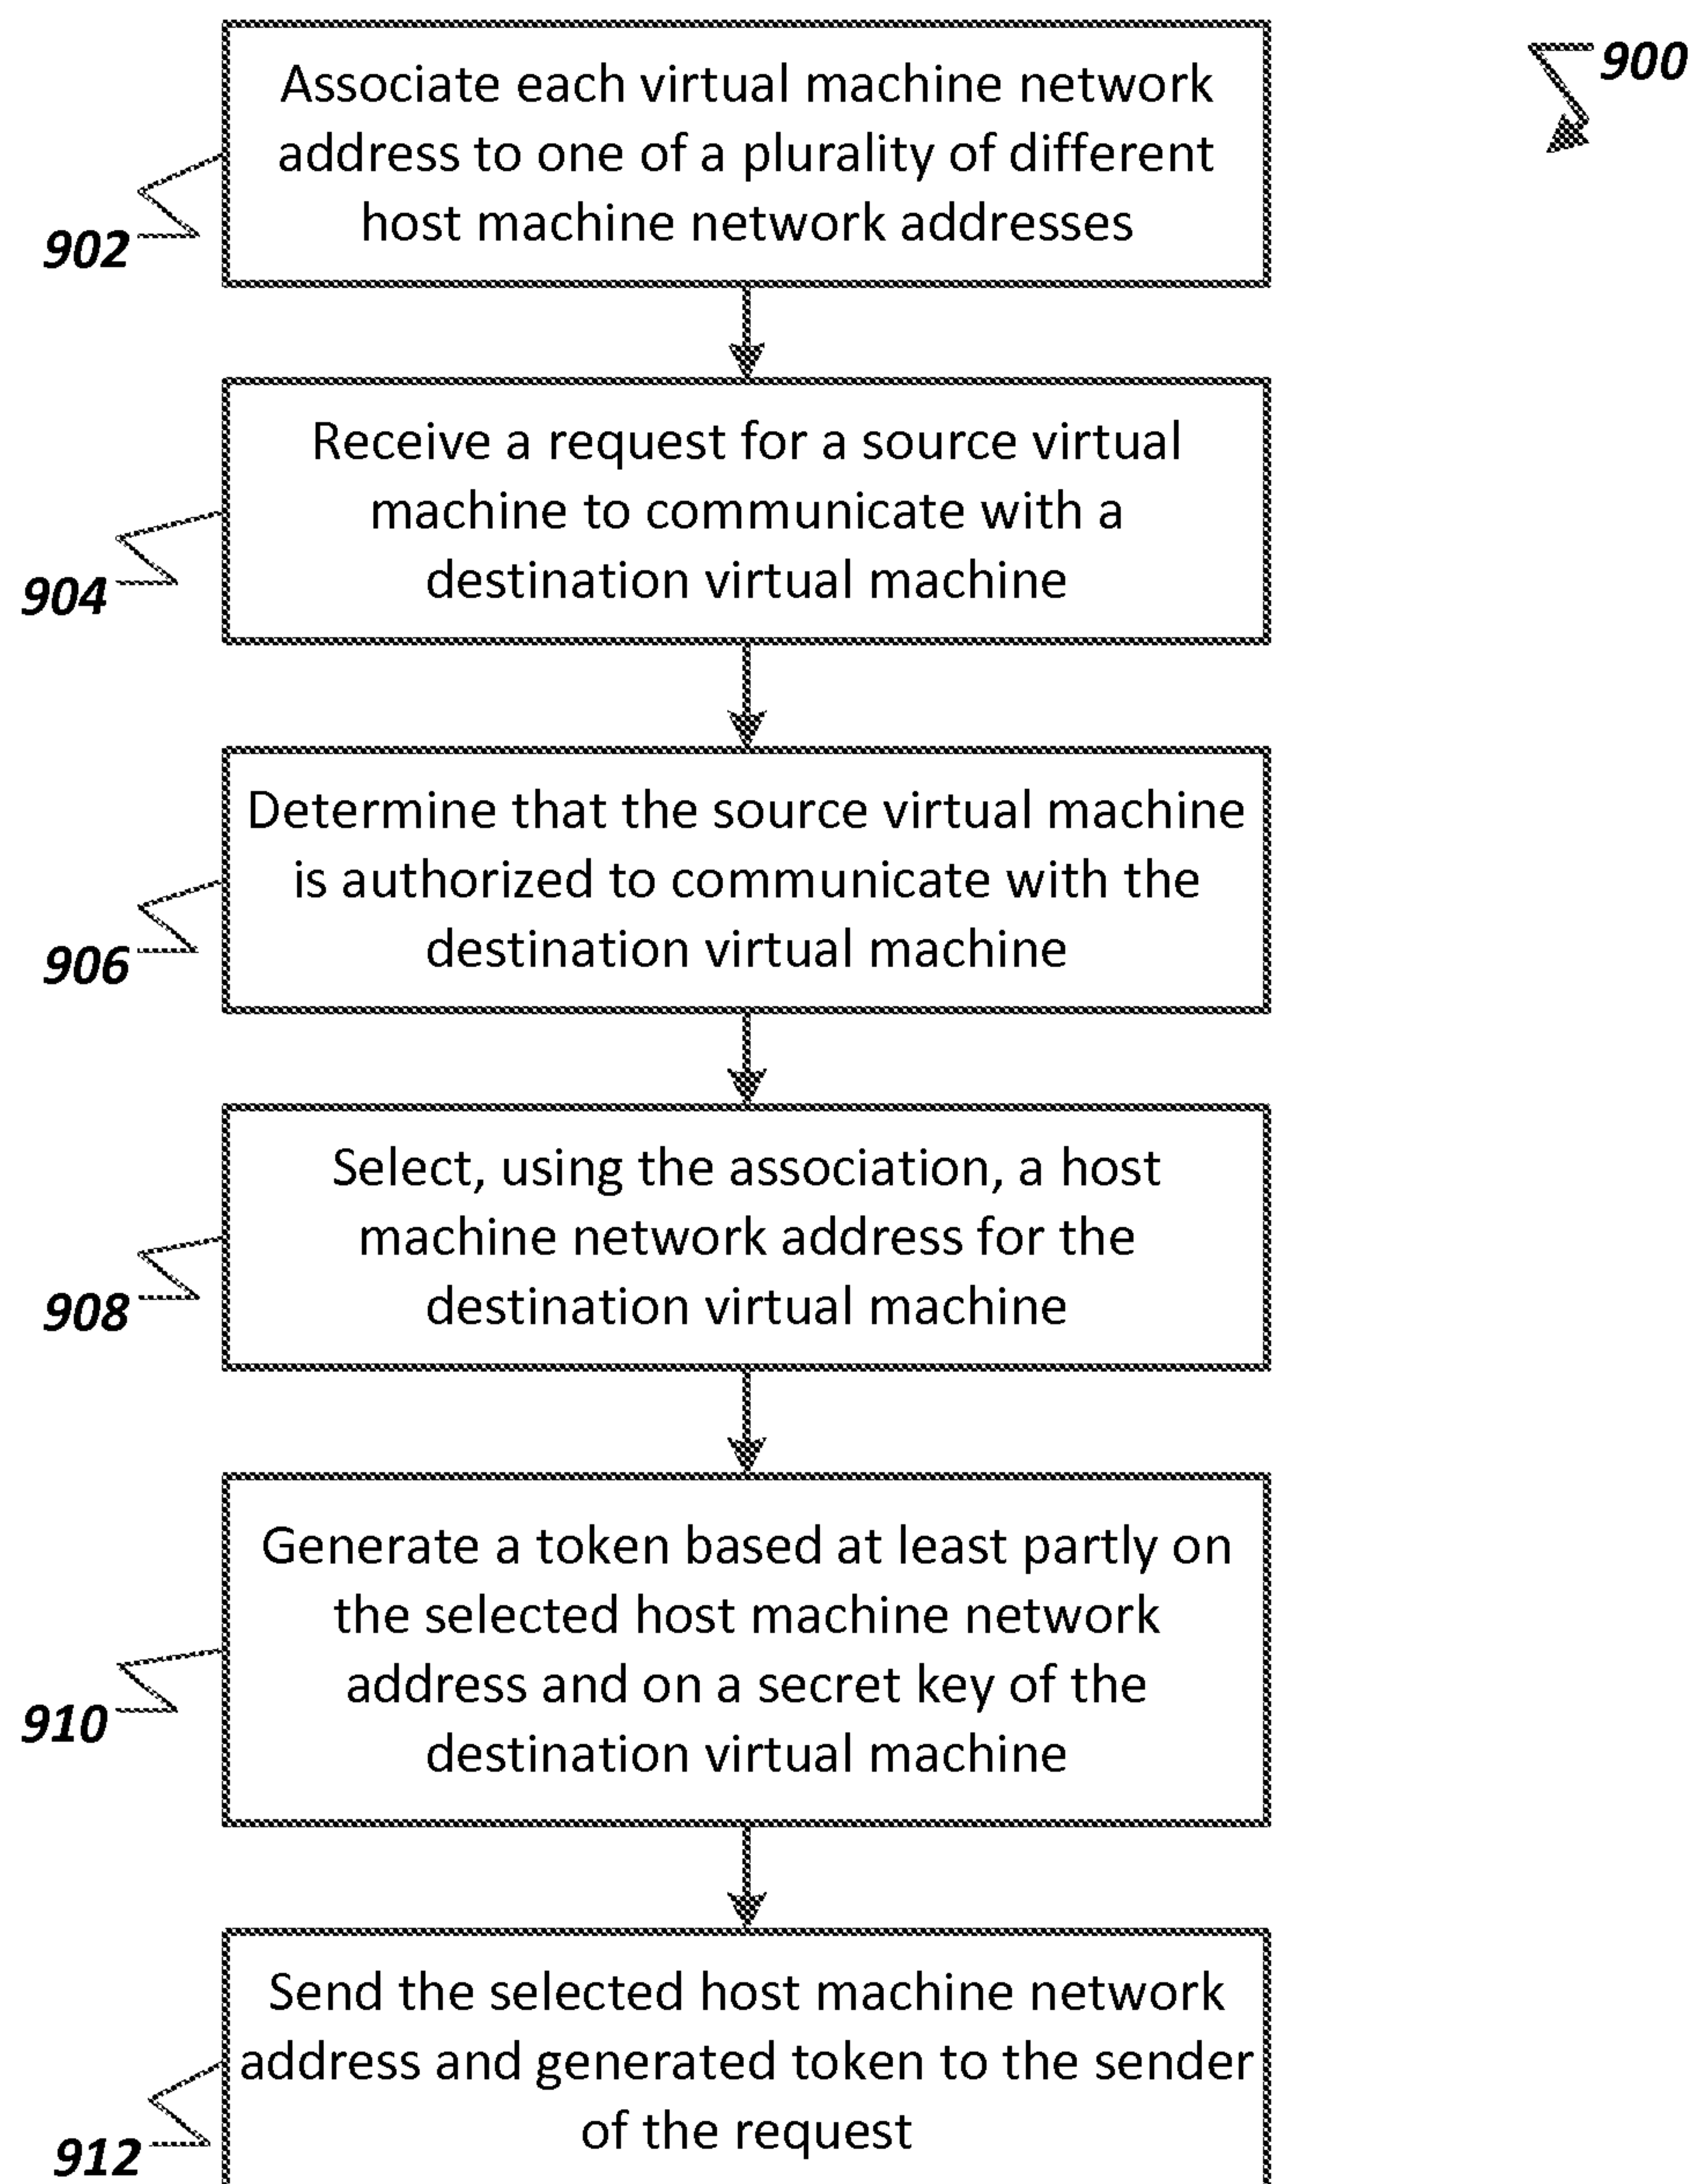 900
Associate each virtual machine network
address to one of a plurality of different
host machine network addresses
902
Receive a request for a source virtual
machine to communicate with a
destination virtual machine
904
Determine that the source virtual machine
is authorized to communicate with the
destination virtual machine
906
Select, using the association, a host
machine network address for the
destination virtual machine
908
Generate a token based at least partly on
the selected host machine network
address and on a secret key of the
destination virtual machine
910
Send the selected host machine network
address and generated token to the sender
of the request
912